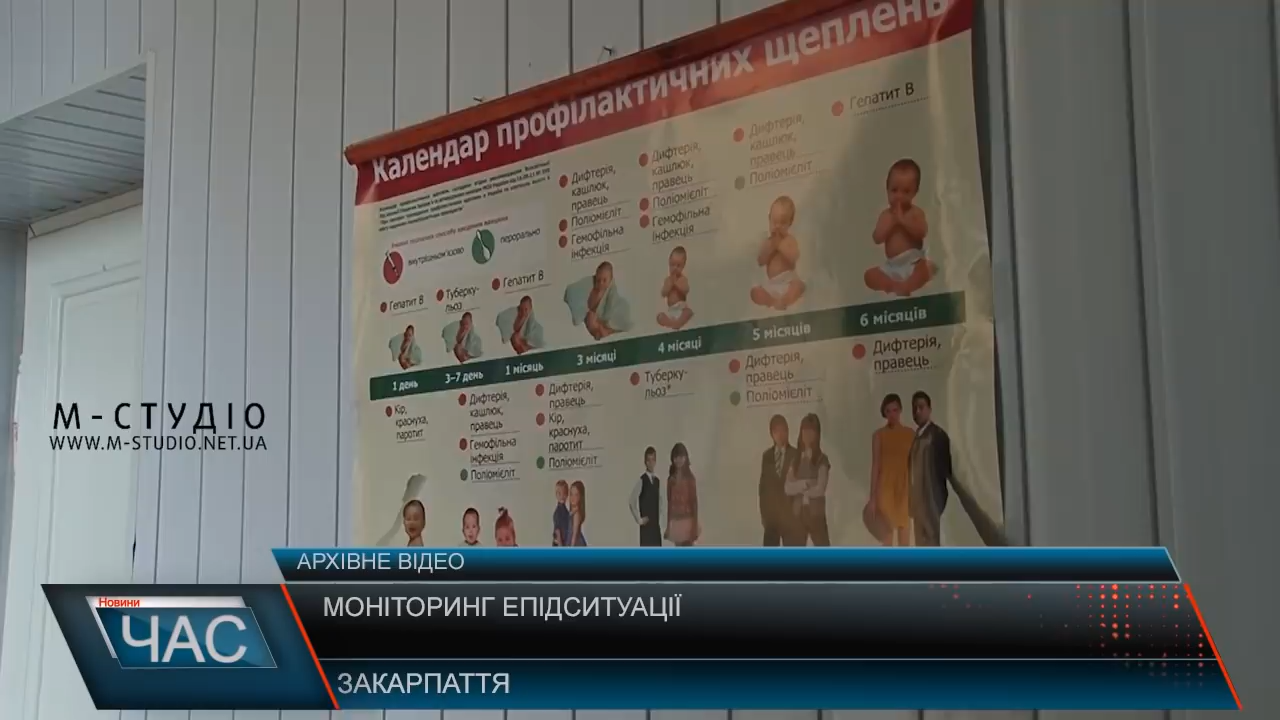 Календар профілактичних щеплень
внутрішньом'язово
перорально
Гепатит В
Туберку-
льоз
Гепатит В
Дифтерія,
кашлюк,
правець
Поліомієліт
Гемофільна
інфекція
Дифтерія,
кашлюк,
правець
Поліомієліт
Гемофільна
інфекція
Дифтерія,
кашлюк,
правець
Поліомієліт
Гепатит В
1 день
3–7 день
1 місяць
3 місяці
4 місяці
5 місяців
6 місяців
Кір,
краснуха,
паротит
Дифтерія,
кашлюк,
правець
Гемофільна
інфекція
Поліомієліт
Дифтерія,
правець
Кір,
краснуха,
паротит
Поліомієліт
Туберку-
льоз*
Дифтерія,
правець
Поліомієліт
Дифтерія,
правець
М-СТУДІО
WWW.M-STUDIO.NET.UA
АРХІВНЕ ВІДЕО
Новини
ЧАС
МОНІТОРИНГ ЕПІДСИТУАЦІЇ
ЗАКАРПАТТЯ